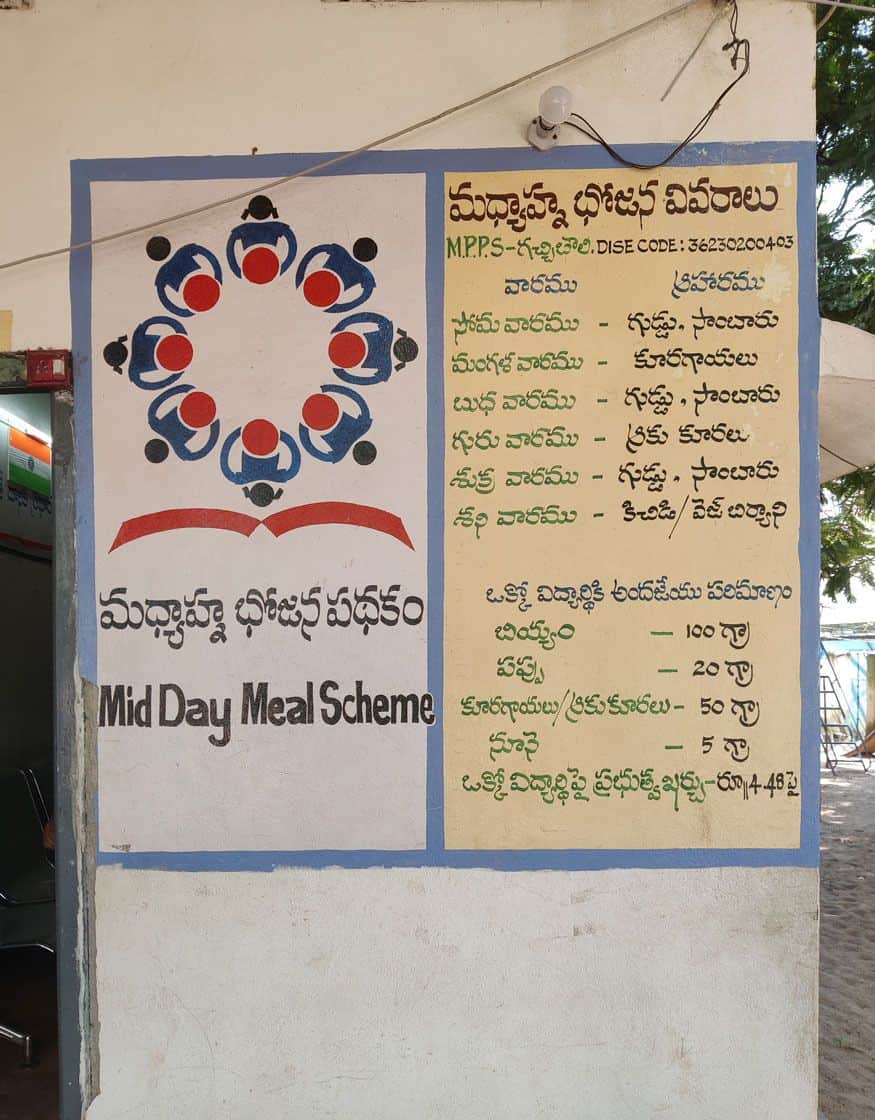 మధ్యాహ్న భోజన పథకం
Mid Day Meal Scheme
మధ్యాహ్న భోజన వివరాలు
M.P.P.S-గచ్చిబౌలి. DISE CODE: 36230200403
వారము ఆహారము
సోమ వారము - గుడ్డు, సాంబారు
మంగళ వారము - కూరగాయలు
బుధ వారము - గుడ్డు, సాంబారు
గురు వారము - ఆకు కూరలు
శుక్ర వారము - గుడ్డు, సాంబారు
శని వారము - కిచిడి/వెజ్ బిర్యాని
ఒక్కో విద్యార్థికి అందజేయు పరిమాణం
బియ్యం - 100 గ్రా
పప్పు - 20 గ్రా
కూరగాయలు/ఆకుకూరలు - 50 గ్రా
నూనె - 5 గ్రా
ఒక్కో విద్యార్థిపై ప్రభుత్వ ఖర్చు-రూ॥4.48 పై